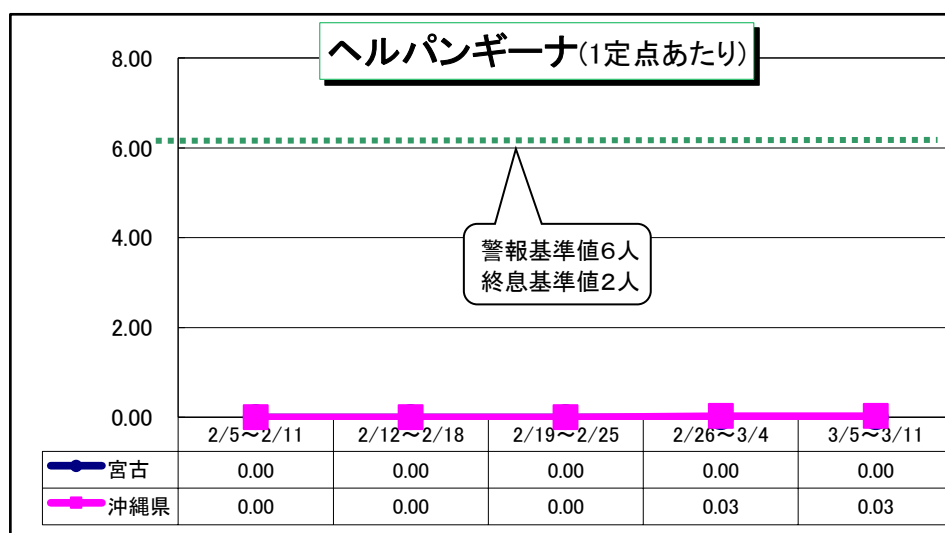 ヘルパンギーナ(1定点あたり)
8.00
6.00
4.00
2.00
0.00
警報基準値6人
終息基準値2人
2/5～2/11 2/12～2/18 2/19～2/25 2/26～3/4 3/5～3/11
宮古 0.00 0.00 0.00 0.00 0.00
沖縄県 0.00 0.00 0.00 0.03 0.03